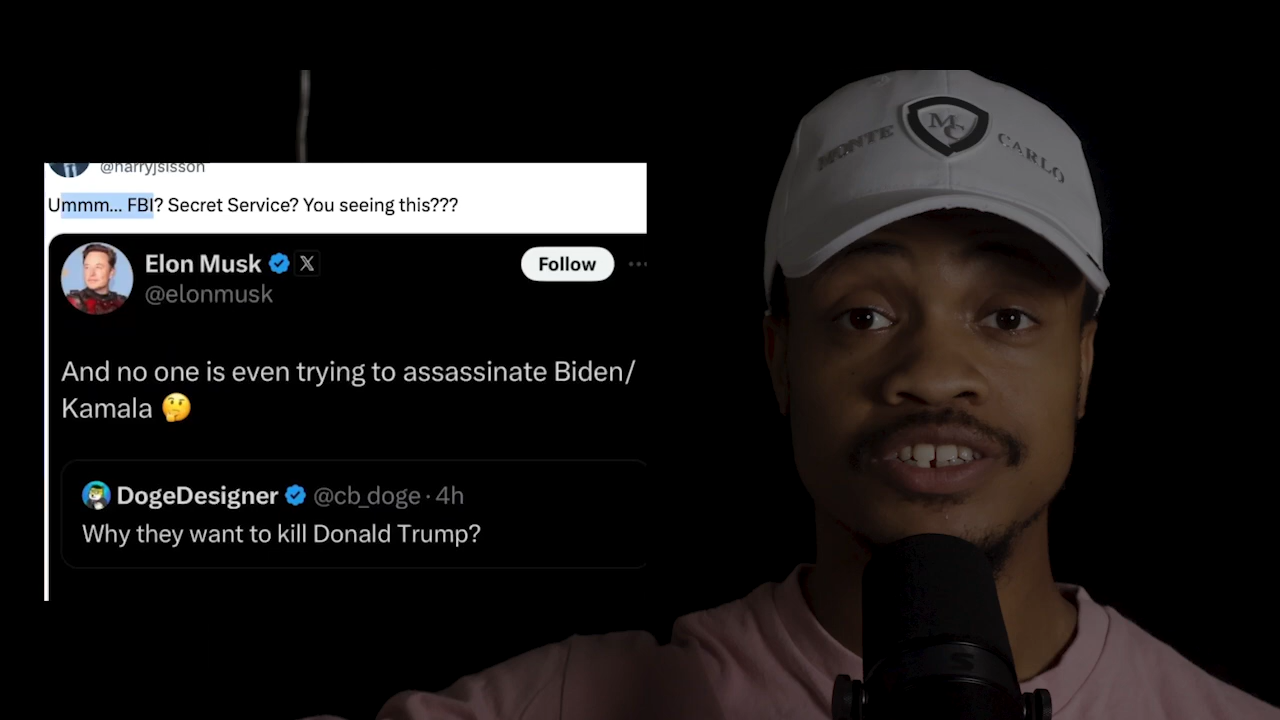 @harryjsisson
Ummm... FBI? Secret Service? You seeing this???
Elon Musk
Follow
@elonmusk
And no one is even trying to assassinate Biden/
Kamala 🤔
DogeDesigner @cb_doge · 4h
Why they want to kill Donald Trump?
MONTE MC CARLO